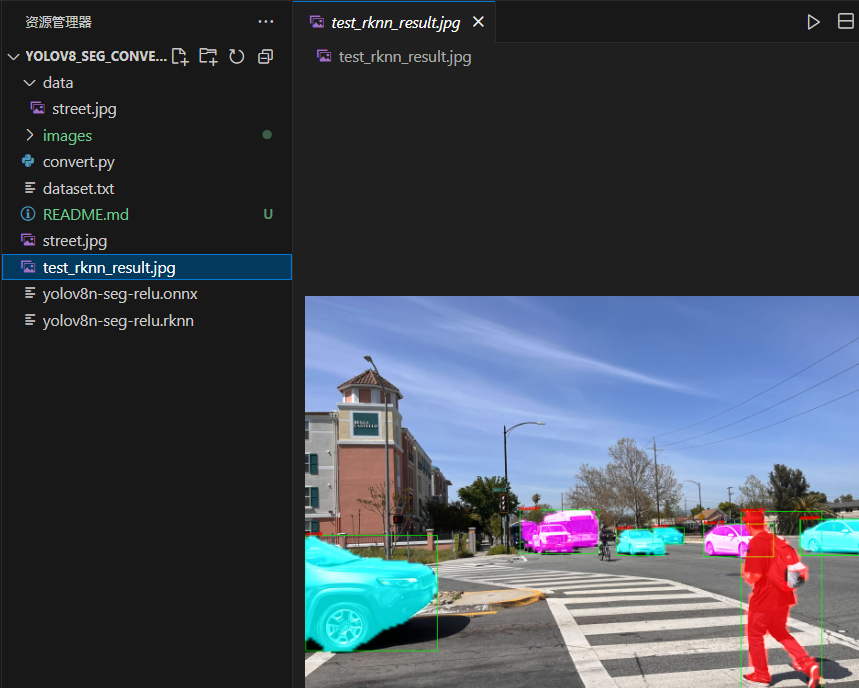 资源管理器
···
test_rknn_result.jpg
YOLOV8_SEG_CONVE...
test_rknn_result.jpg
data
street.jpg
images
convert.py
dataset.txt
README.md
U
street.jpg
test_rknn_result.jpg
yolov8n-seg-relu.onnx
yolov8n-seg-relu.rknn